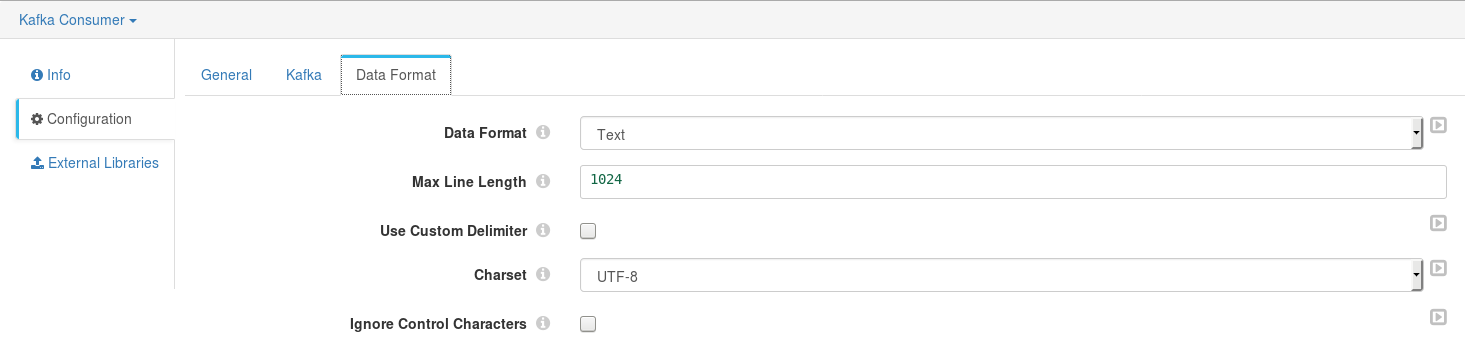 Kafka Consumer
Info
General
Kafka
Data Format
Configuration
External Libraries
Data Format
Text
Max Line Length
1024
Use Custom Delimiter
Charset
UTF-8
Ignore Control Characters